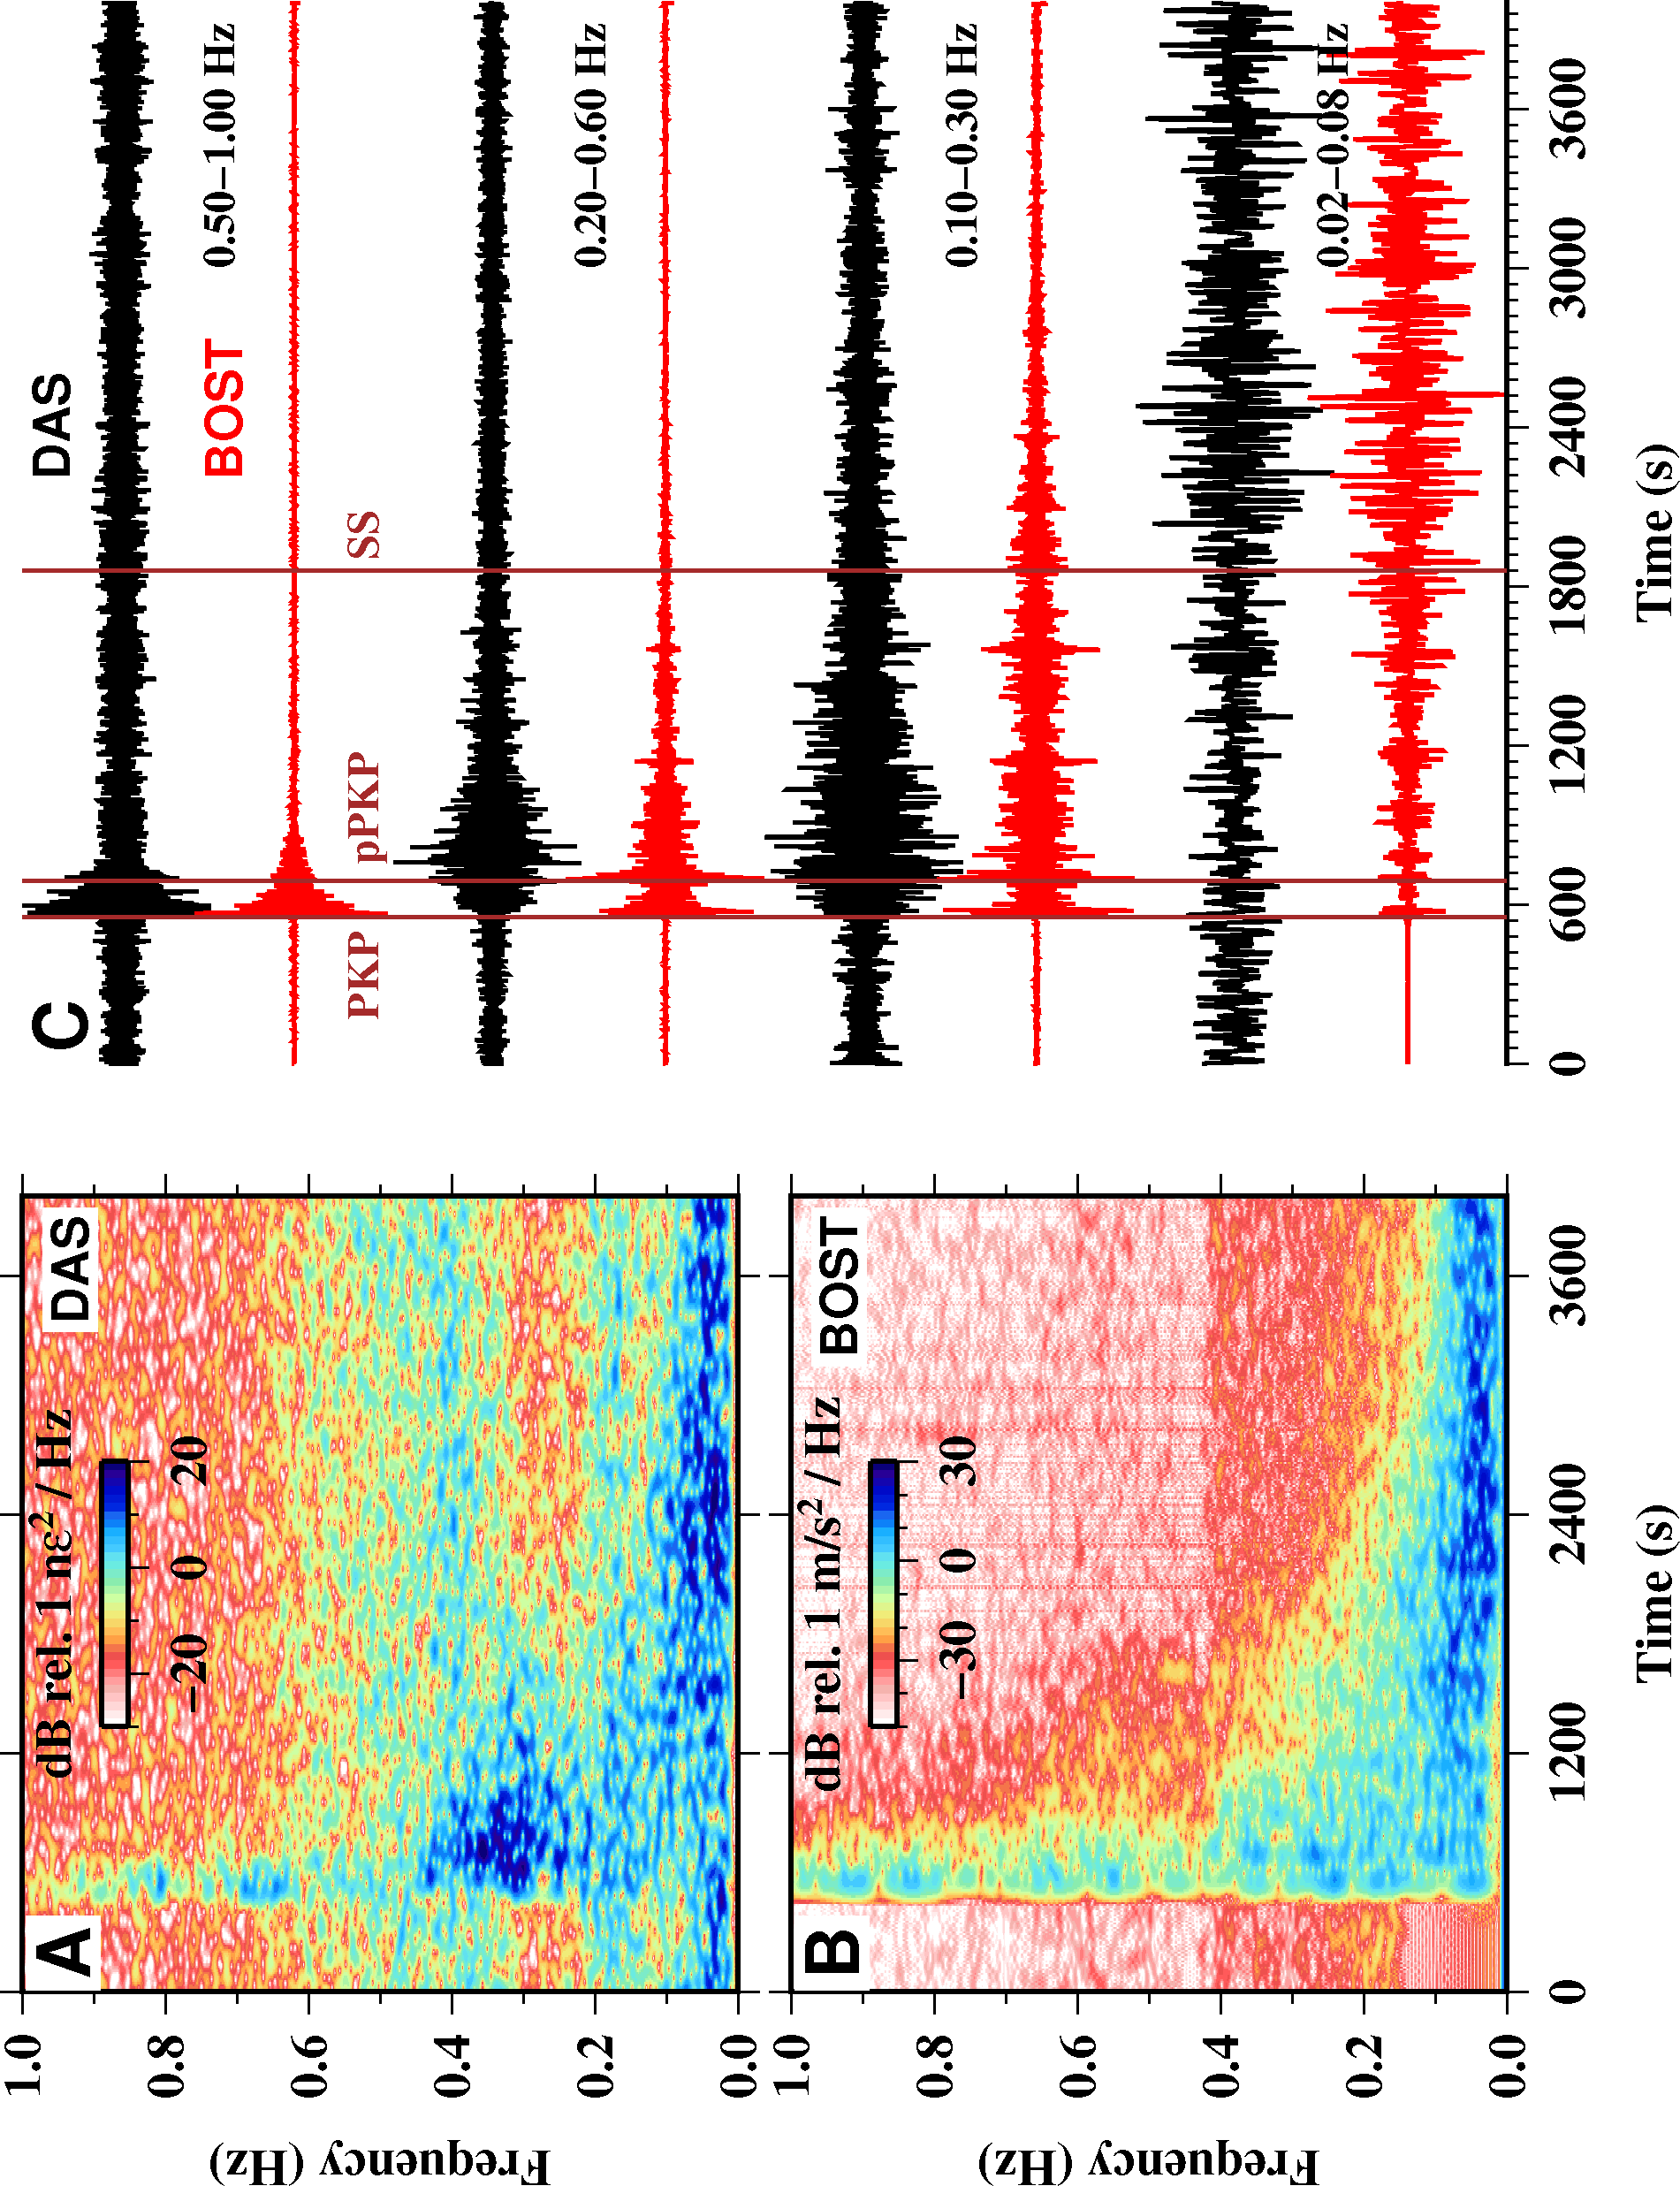 A
DAS
dB rel. 1 nε² / Hz
−20 0 20
1.0
0.8
0.6
0.4
0.2
0.0
Frequency (Hz)
B
BOST
dB rel. 1 m/s² / Hz
−30 0 30
1.0
0.8
0.6
0.4
0.2
0.0
Frequency (Hz)
0 1200 2400 3600
Time (s)
C
DAS
BOST
0.50−1.00 Hz
PKP pPKP SS
0.20−0.60 Hz
0.10−0.30 Hz
0.02−0.08 Hz
0 600 1200 1800 2400 3000 3600
Time (s)